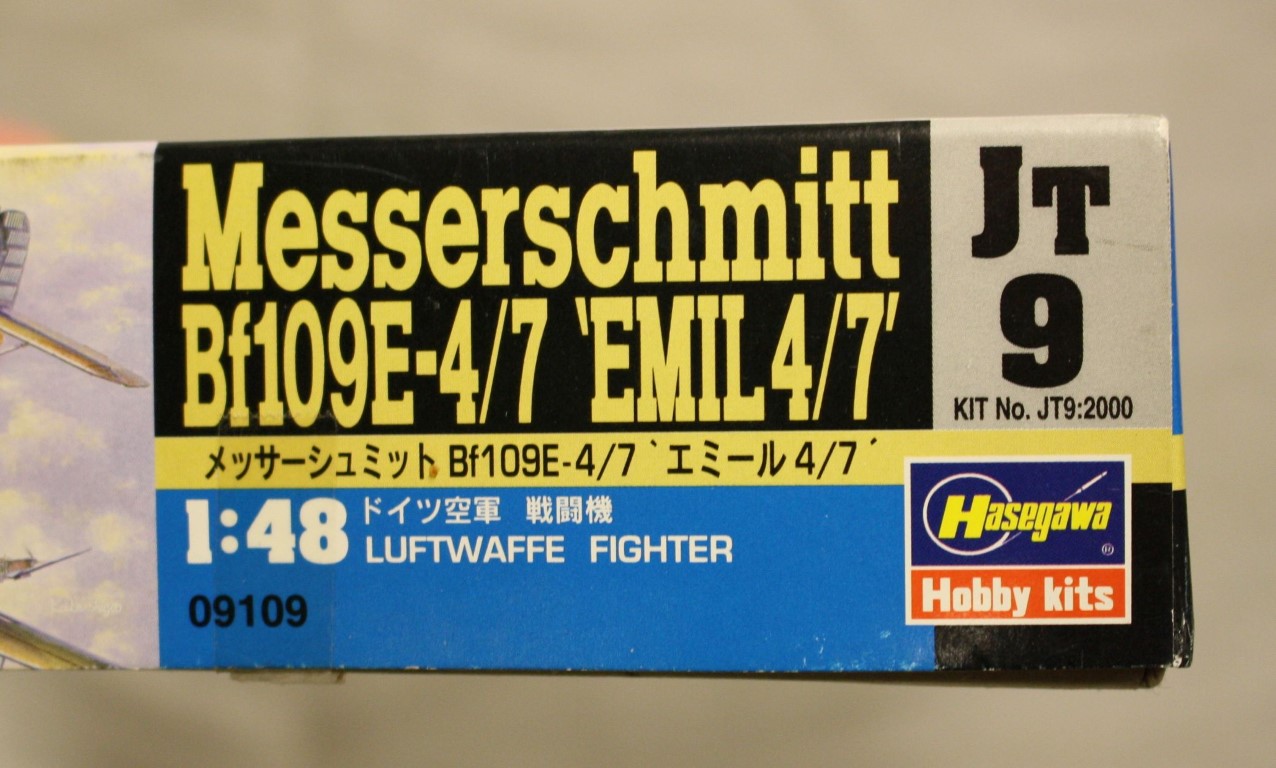 Messerschmitt
Bf109E-4/7 ‵EMIL 4/7′
メッサーシュミット Bf109E-4/7 ‵エミール 4/7′
1:48
ドイツ空軍 戦闘機
LUFTWAFFE FIGHTER
09109
JT
9
KIT No. JT9:2000
Hasegawa
®
Hobby kits